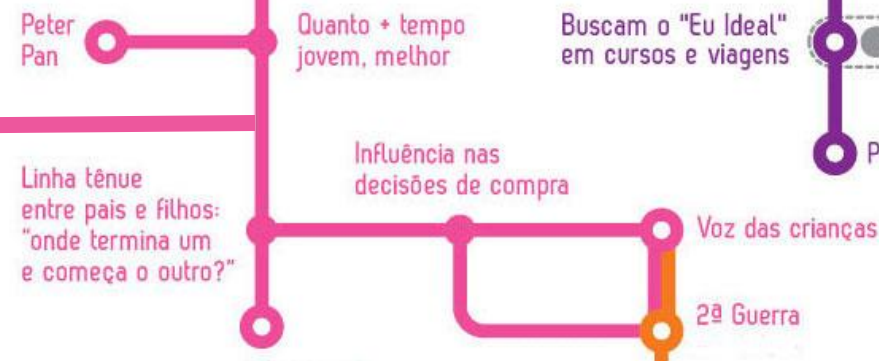 Peter
Pan
Quanto + tempo
jovem, melhor
Buscam o "Eu Ideal"
em cursos e viagens
P
Influência nas
decisões de compra
Linha tênue
entre pais e filhos:
"onde termina um
e começa o outro?"
Voz das crianças
2ª Guerra